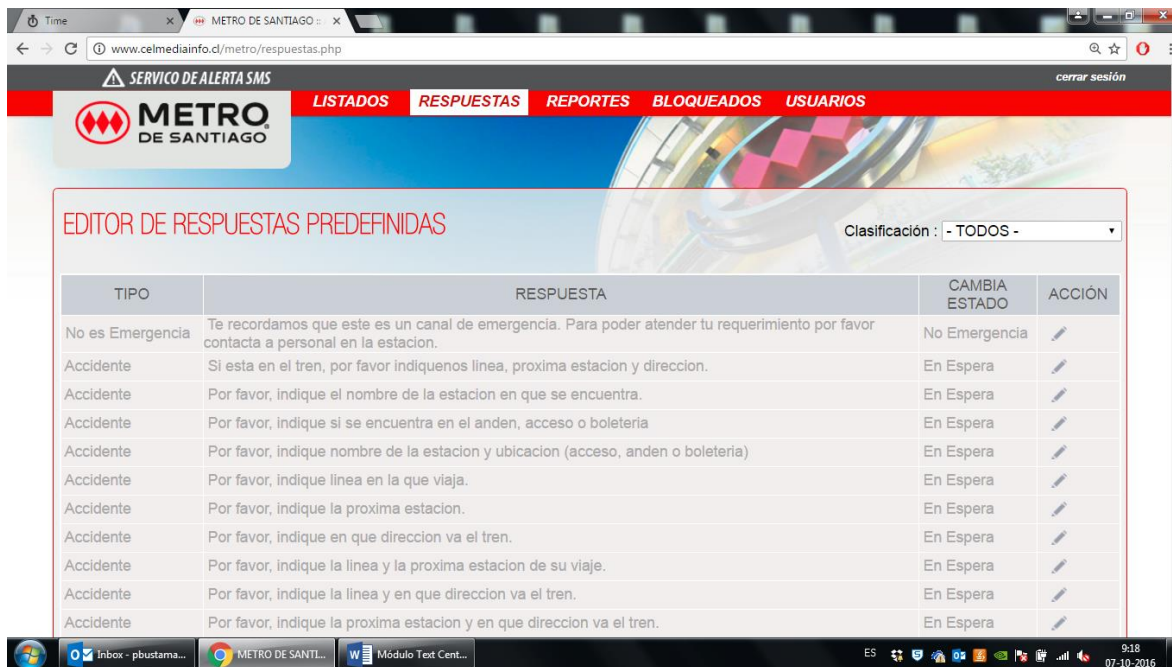 Time
METRO DE SANTIAGO ::
www.celmediainfo.cl/metro/respuestas.php
SERVICO DE ALERTA SMS
cerrar sesión
METRO
DE SANTIAGO
LISTADOS RESPUESTAS REPORTES BLOQUEADOS USUARIOS
EDITOR DE RESPUESTAS PREDEFINIDAS
Clasificación : - TODOS -
TIPO RESPUESTA CAMBIA ESTADO ACCIÓN
No es Emergencia Te recordamos que este es un canal de emergencia. Para poder atender tu requerimiento por favor
contacta a personal en la estacion. No Emergencia
Accidente Si esta en el tren, por favor indiquenos linea, proxima estacion y direccion. En Espera
Accidente Por favor, indique el nombre de la estacion en que se encuentra. En Espera
Accidente Por favor, indique si se encuentra en el anden, acceso o boleteria En Espera
Accidente Por favor, indique nombre de la estacion y ubicacion (acceso, anden o boleteria) En Espera
Accidente Por favor, indique linea en la que viaja. En Espera
Accidente Por favor, indique la proxima estacion. En Espera
Accidente Por favor, indique en que direccion va el tren. En Espera
Accidente Por favor, indique la linea y la proxima estacion de su viaje. En Espera
Accidente Por favor, indique la linea y en que direccion va el tren. En Espera
Accidente Por favor, indique la proxima estacion y en que direccion va el tren. En Espera
Inbox - pbustama... METRO DE SANTI... Módulo Text Cent... ES 9:18
07-10-2016